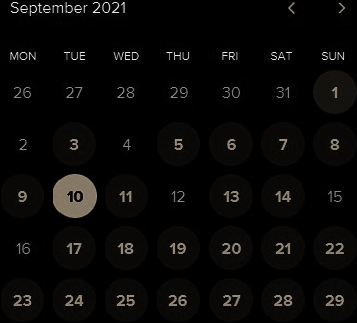 September 2021 < >
MON TUE WED THU FRI SAT SUN
26 27 28 29 30 31 1
2 3 4 5 6 7 8
9 10 11 12 13 14 15
16 17 18 19 20 21 22
23 24 25 26 27 28 29